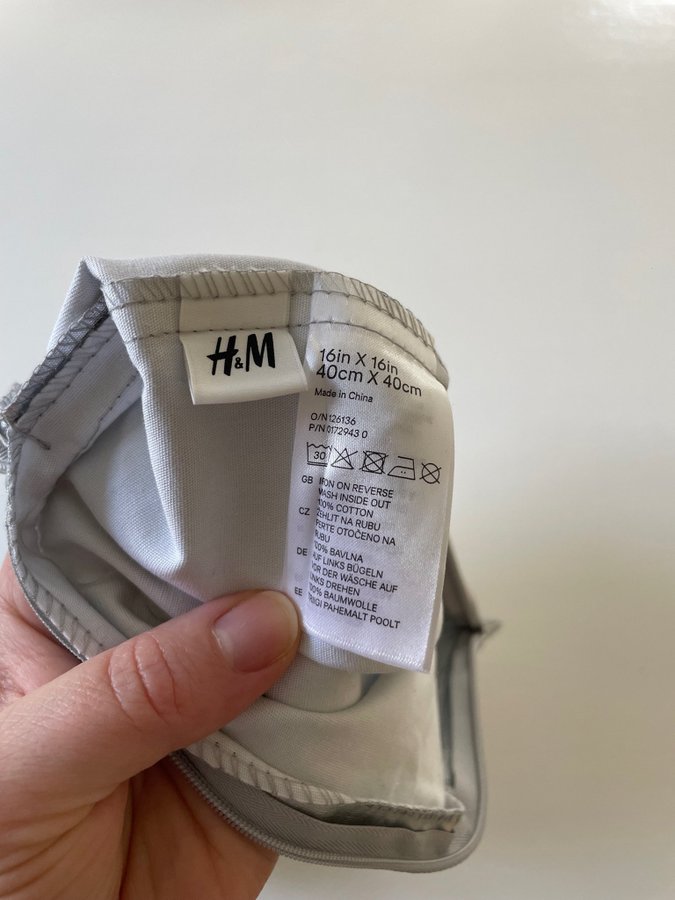 H&M
16in X 16in
40cm X 40cm
Made in China
O/N 126136
P/N 0172943 0
30
GB IRON ON REVERSE
WASH INSIDE OUT
100% COTTON
CZ ŽEHLIT NA RUBU
PERTE OTOČENO NA
RUBU
100% BAVLNA
DE AUF LINKS BÜGELN
VOR DER WÄSCHE AUF
LINKS DREHEN
100% BAUMWOLLE
EE TRIIGI PAHEMALT POOLT